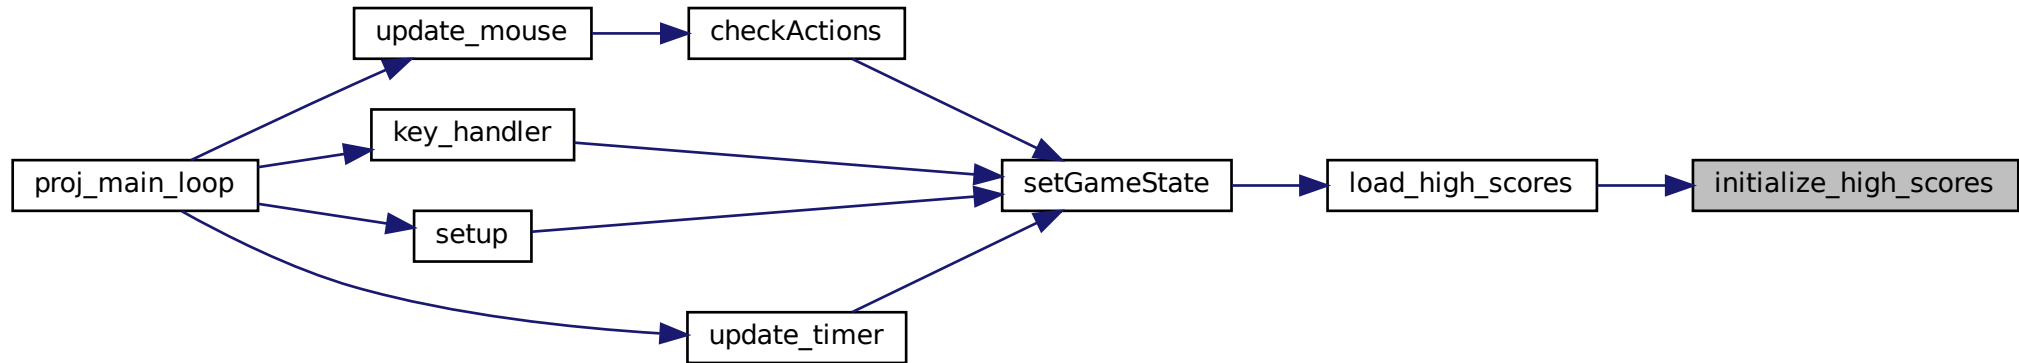 update_mouse
checkActions
key_handler
proj_main_loop
setGameState
load_high_scores
initialize_high_scores
setup
update_timer